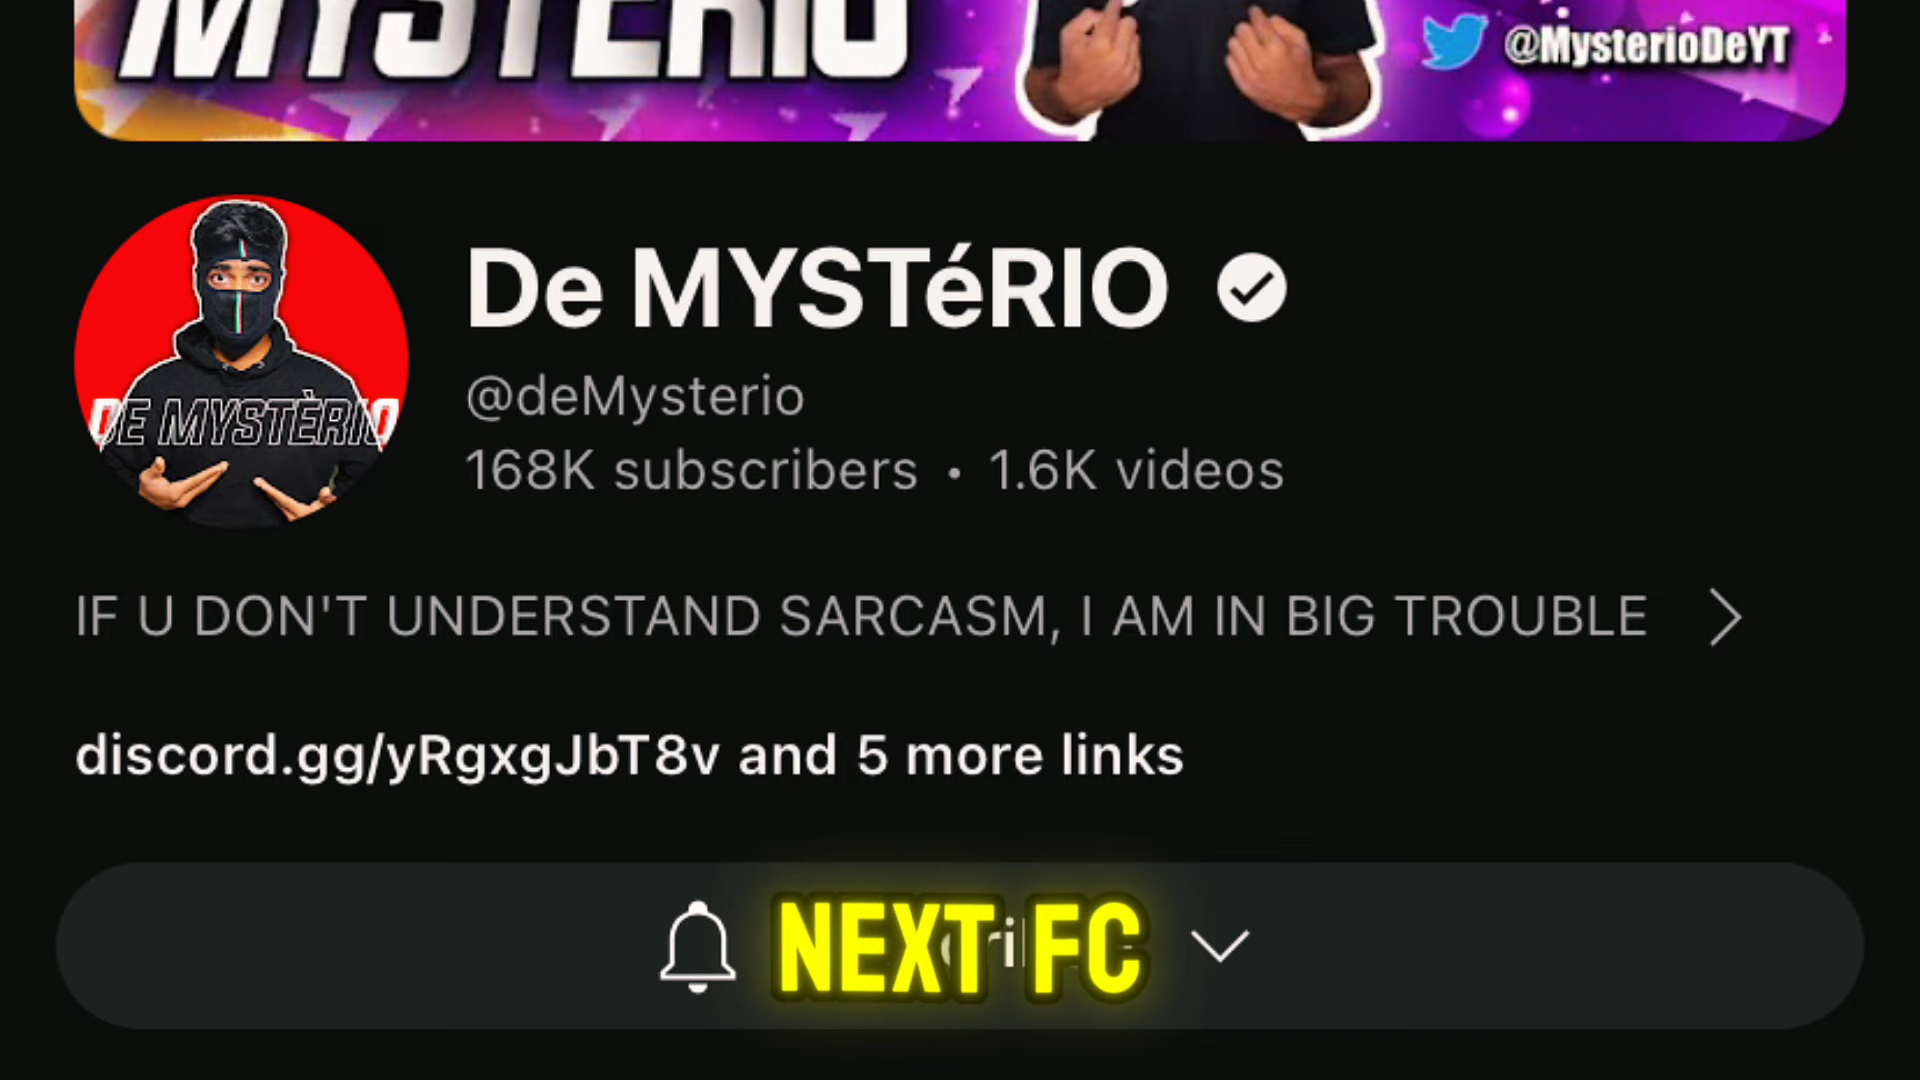 MYSTERIO
@MysterioDeYT
De MYSTéRIO
@deMysterio
168K subscribers • 1.6K videos
DE MYSTÈRIO
IF U DON'T UNDERSTAND SARCASM, I AM IN BIG TROUBLE
discord.gg/yRgxgJbT8v and 5 more links
NEXT FC